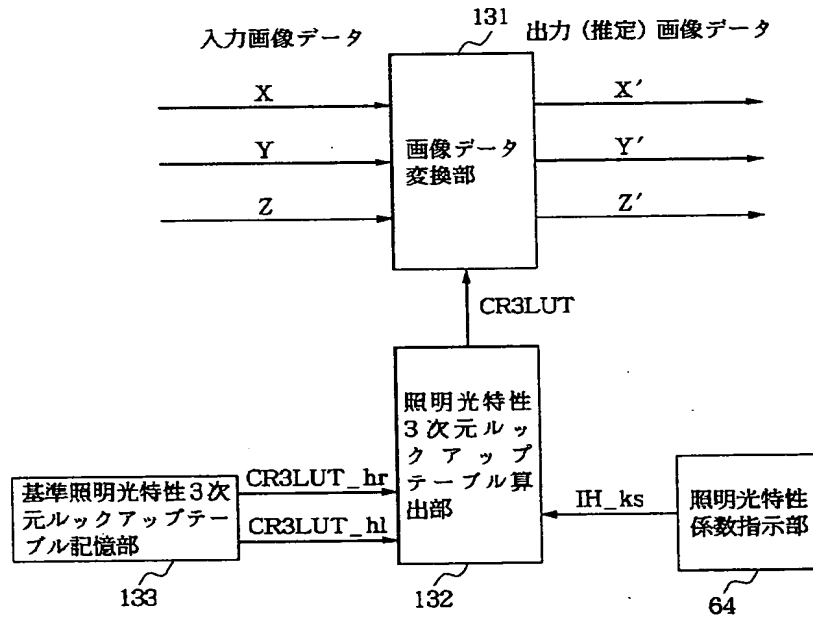 入力画像データ
131
出力（推定）画像データ
X
X′
Y
画像データ
変換部
Y′
Z
Z′
CR3LUT
照明光特性
3次元ルッ
クアップ
テーブル算
出部
基準照明光特性3次
元ルックアップテー
ブル記憶部
CR3LUT_hr
CR3LUT_hl
IH_ks
照明光特性
係数指示部
133
132
64